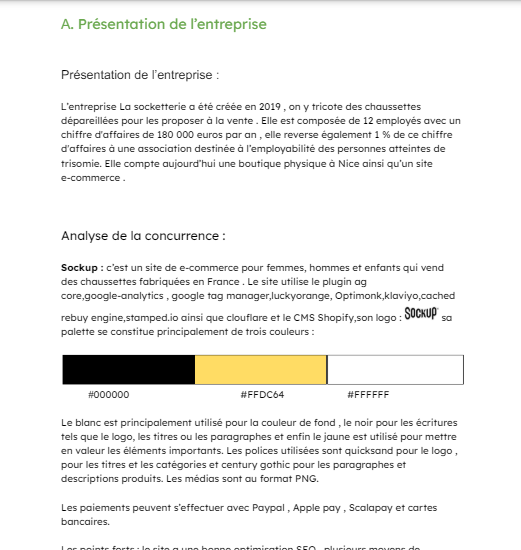 A. Présentation de l'entreprise
Présentation de l'entreprise :
L'entreprise La socketterie a été créée en 2019 , on y tricote des chaussettes
dépareillées pour les proposer à la vente . Elle est composée de 12 employés avec un
chiffre d'affaires de 180 000 euros par an , elle reverse également 1 % de ce chiffre
d'affaires à une association destinée à l'employabilité des personnes atteintes de
trisomie. Elle compte aujourd'hui une boutique physique à Nice ainsi qu'un site
e-commerce .
Analyse de la concurrence :
Sockup : c'est un site de e-commerce pour femmes, hommes et enfants qui vend
des chaussettes fabriquées en France . Le site utilise le plugin ag
core,google-analytics , google tag manager,luckyorange, Optimonk,klaviyo,cached
rebuy engine,stamped.io ainsi que clouflare et le CMS Shopify,son logo : SOCKUP sa
palette se constitue principalement de trois couleurs :
#000000 #FFDC64 #FFFFFF
Le blanc est principalement utilisé pour la couleur de fond , le noir pour les écritures
tels que le logo, les titres ou les paragraphes et enfin le jaune est utilisé pour mettre
en valeur les éléments importants. Les polices utilisées sont quicksand pour le logo ,
pour les titres et les catégories et century gothic pour les paragraphes et
descriptions produits. Les médias sont au format PNG.
Les paiements peuvent s'effectuer avec Paypal , Apple pay , Scalapay et cartes
bancaires.
Les points forts : le site a une bonne optimisation SEO , plusieurs moyens de